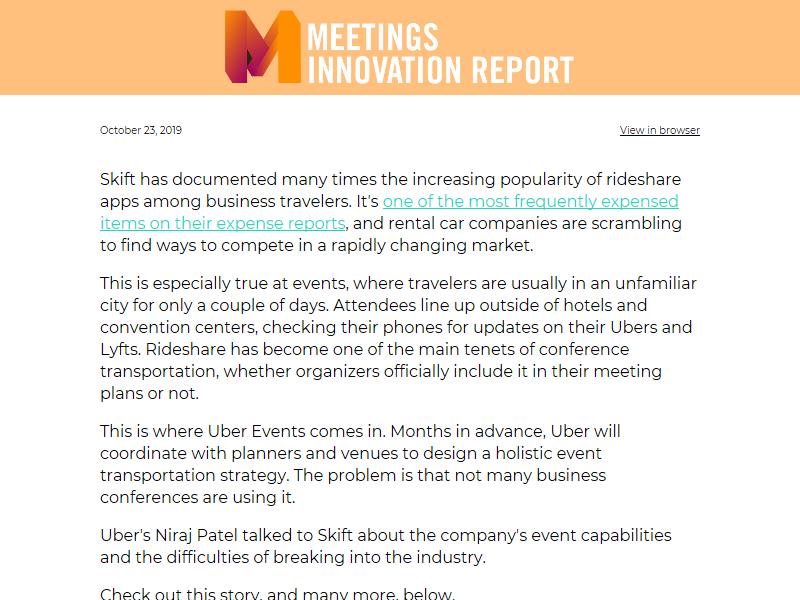 MEETINGS
INNOVATION REPORT
October 23, 2019
View in browser
Skift has documented many times the increasing popularity of rideshare
apps among business travelers. It's one of the most frequently expensed
items on their expense reports, and rental car companies are scrambling
to find ways to compete in a rapidly changing market.
This is especially true at events, where travelers are usually in an unfamiliar
city for only a couple of days. Attendees line up outside of hotels and
convention centers, checking their phones for updates on their Ubers and
Lyfts. Rideshare has become one of the main tenets of conference
transportation, whether organizers officially include it in their meeting
plans or not.
This is where Uber Events comes in. Months in advance, Uber will
coordinate with planners and venues to design a holistic event
transportation strategy. The problem is that not many business
conferences are using it.
Uber's Niraj Patel talked to Skift about the company's event capabilities
and the difficulties of breaking into the industry.
Check out this story, and many more, below.